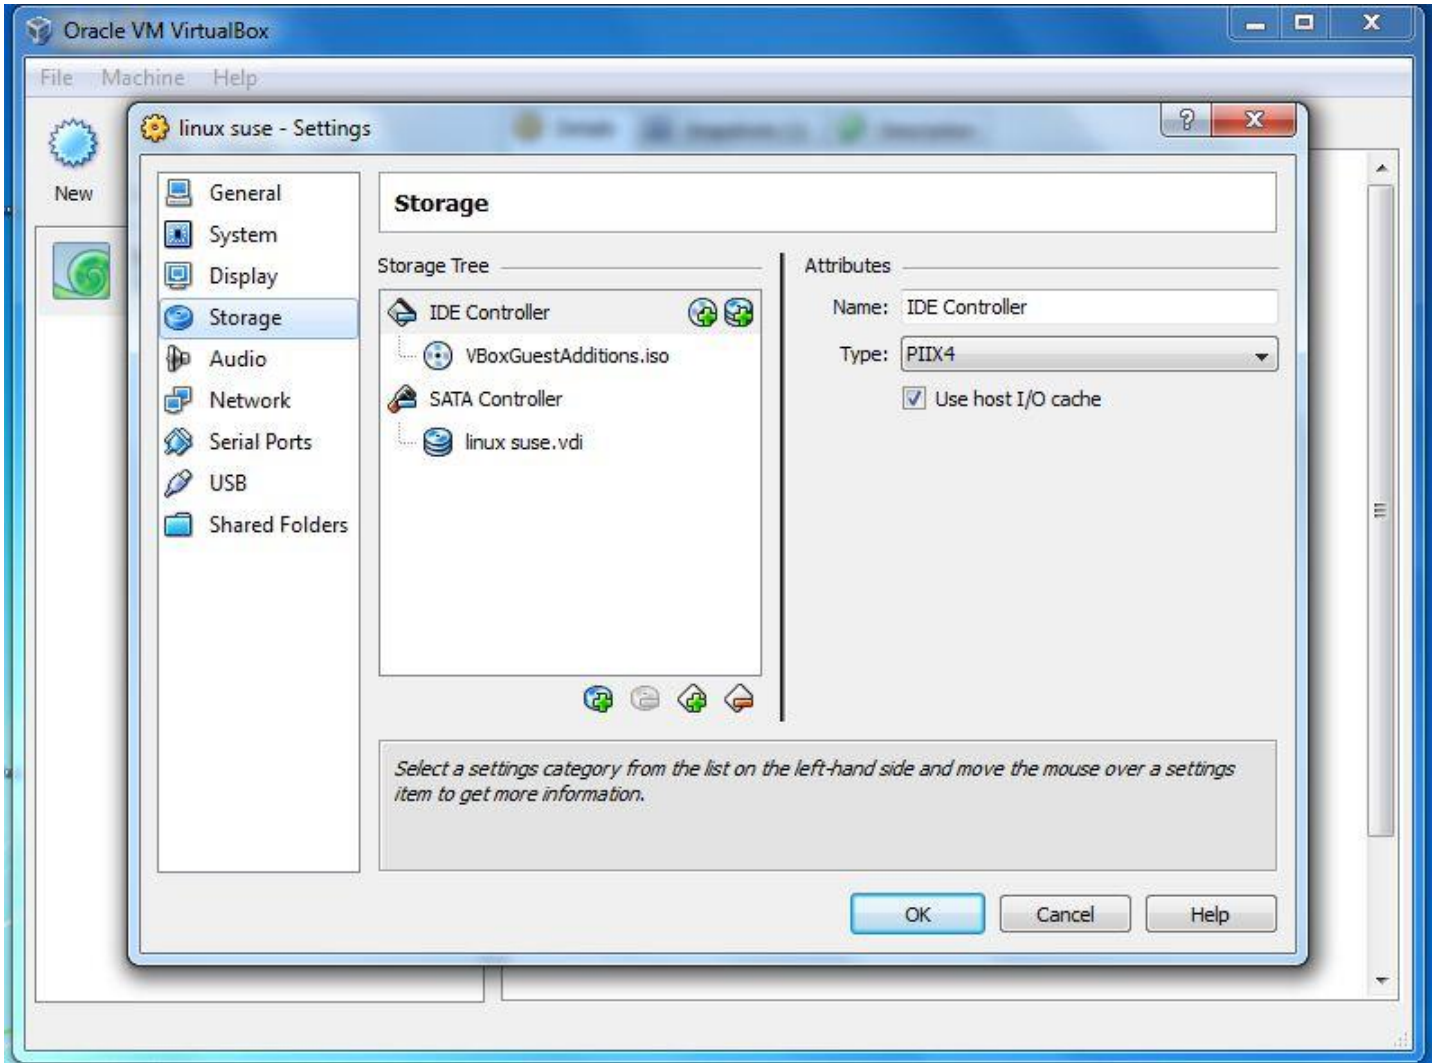 Oracle VM VirtualBox
File Machine Help
linux suse - Settings
New
General
System
Display
Storage
Audio
Network
Serial Ports
USB
Shared Folders
Storage
Storage Tree
IDE Controller
VBoxGuestAdditions.iso
SATA Controller
linux suse.vdi
Attributes
Name: IDE Controller
Type: PIIX4
Use host I/O cache
Select a settings category from the list on the left-hand side and move the mouse over a settings
item to get more information.
OK Cancel Help